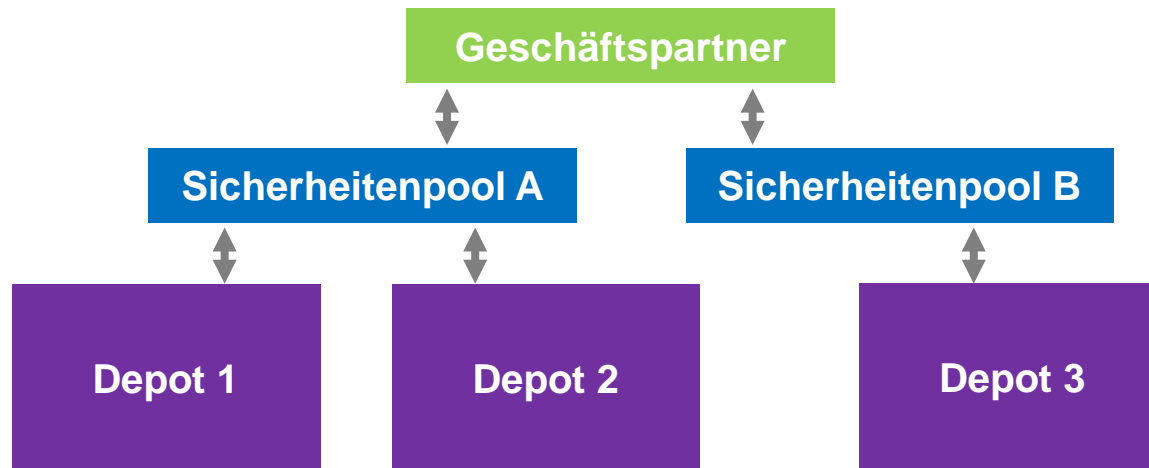 Geschäftspartner
Sicherheitenpool A
Sicherheitenpool B
Depot 1
Depot 2
Depot 3